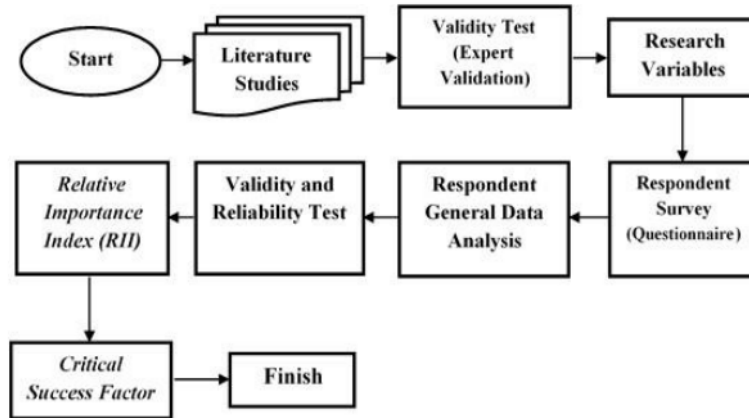 Start
Literature
Studies
Validity Test
(Expert
Validation)
Research
Variables
Respondent
Survey
(Questionnaire)
Respondent
General Data
Analysis
Validity and
Reliability Test
Relative
Importance
Index (RII)
Critical
Success Factor
Finish